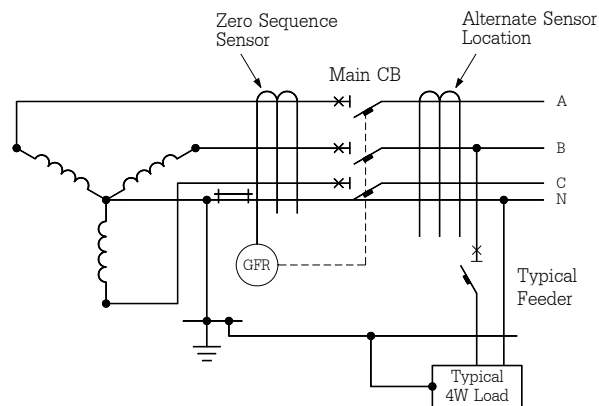 Zero Sequence
Sensor
Alternate Sensor
Location
Main CB
A
B
C
N
GFR
Typical
Feeder
Typical
4W Load